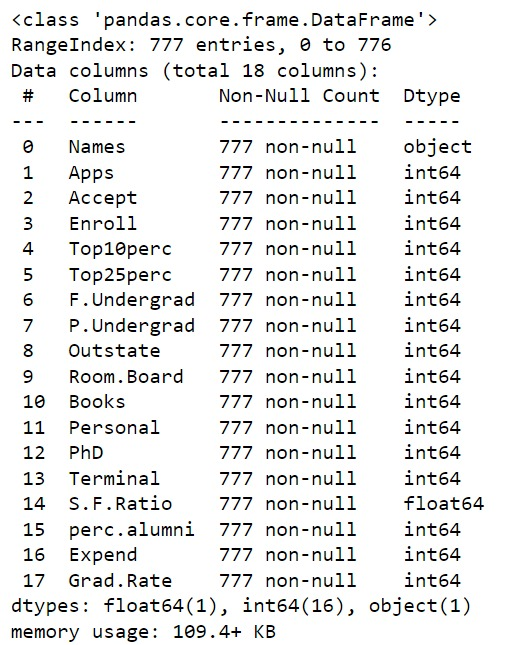 <class 'pandas.core.frame.DataFrame'>
RangeIndex: 777 entries, 0 to 776
Data columns (total 18 columns):
 #   Column       Non-Null Count  Dtype
---  ------       --------------  -----
 0   Names        777 non-null    object
 1   Apps         777 non-null    int64
 2   Accept       777 non-null    int64
 3   Enroll       777 non-null    int64
 4   Top10perc    777 non-null    int64
 5   Top25perc    777 non-null    int64
 6   F.Undergrad  777 non-null    int64
 7   P.Undergrad  777 non-null    int64
 8   Outstate     777 non-null    int64
 9   Room.Board   777 non-null    int64
 10  Books        777 non-null    int64
 11  Personal     777 non-null    int64
 12  PhD          777 non-null    int64
 13  Terminal     777 non-null    int64
 14  S.F.Ratio    777 non-null    float64
 15  perc.alumni  777 non-null    int64
 16  Expend       777 non-null    int64
 17  Grad.Rate    777 non-null    int64
dtypes: float64(1), int64(16), object(1)
memory usage: 109.4+ KB